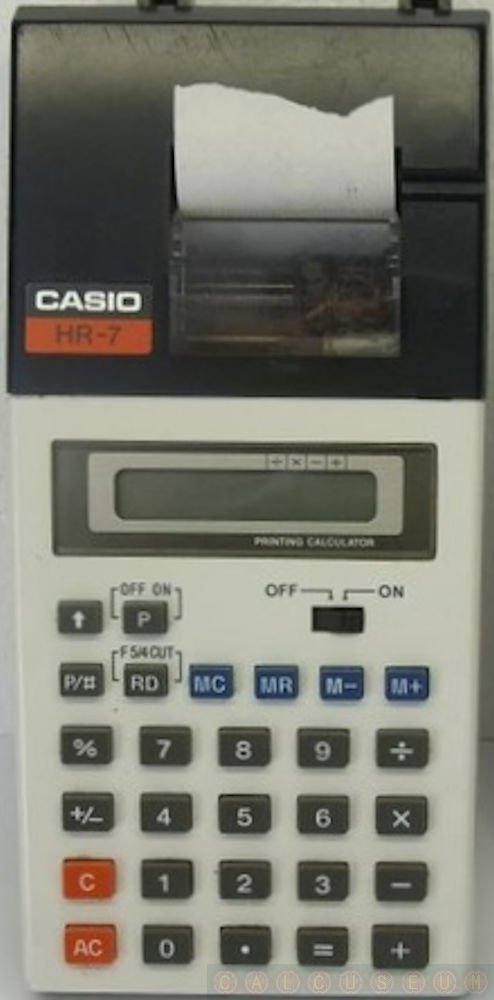 CASIO
HR-7
÷ × − +
PRINTING CALCULATOR
OFF ON
OFF ON
↑ P
F 5/4 CUT
P/# RD MC MR M− M+
% 7 8 9 ÷
+/− 4 5 6 ×
C 1 2 3 −
AC 0 • = +
CALCUSEUM